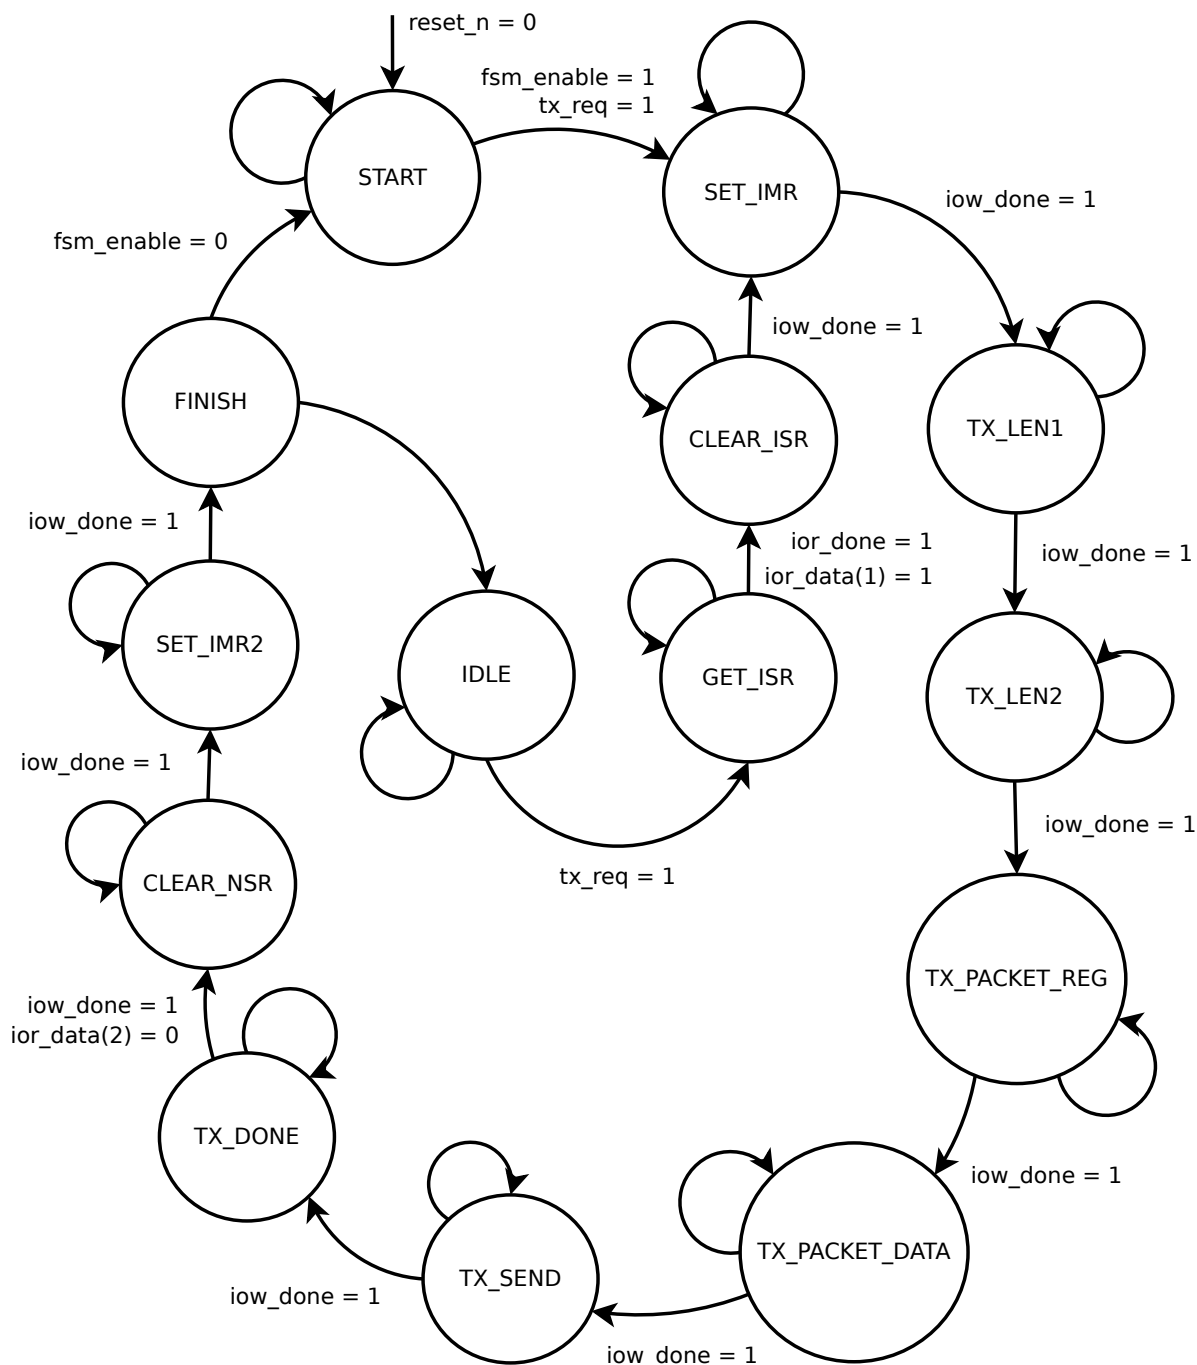 reset_n = 0
fsm_enable = 1
tx_req = 1
START
SET_IMR
iow_done = 1
fsm_enable = 0
iow_done = 1
FINISH
CLEAR_ISR
TX_LEN1
iow_done = 1
ior_done = 1
ior_data(1) = 1
iow_done = 1
SET_IMR2
IDLE
GET_ISR
TX_LEN2
iow_done = 1
iow_done = 1
tx_req = 1
CLEAR_NSR
TX_PACKET_REG
iow_done = 1
ior_data(2) = 0
TX_DONE
iow_done = 1
TX_PACKET_DATA
TX_SEND
iow_done = 1
iow_done = 1